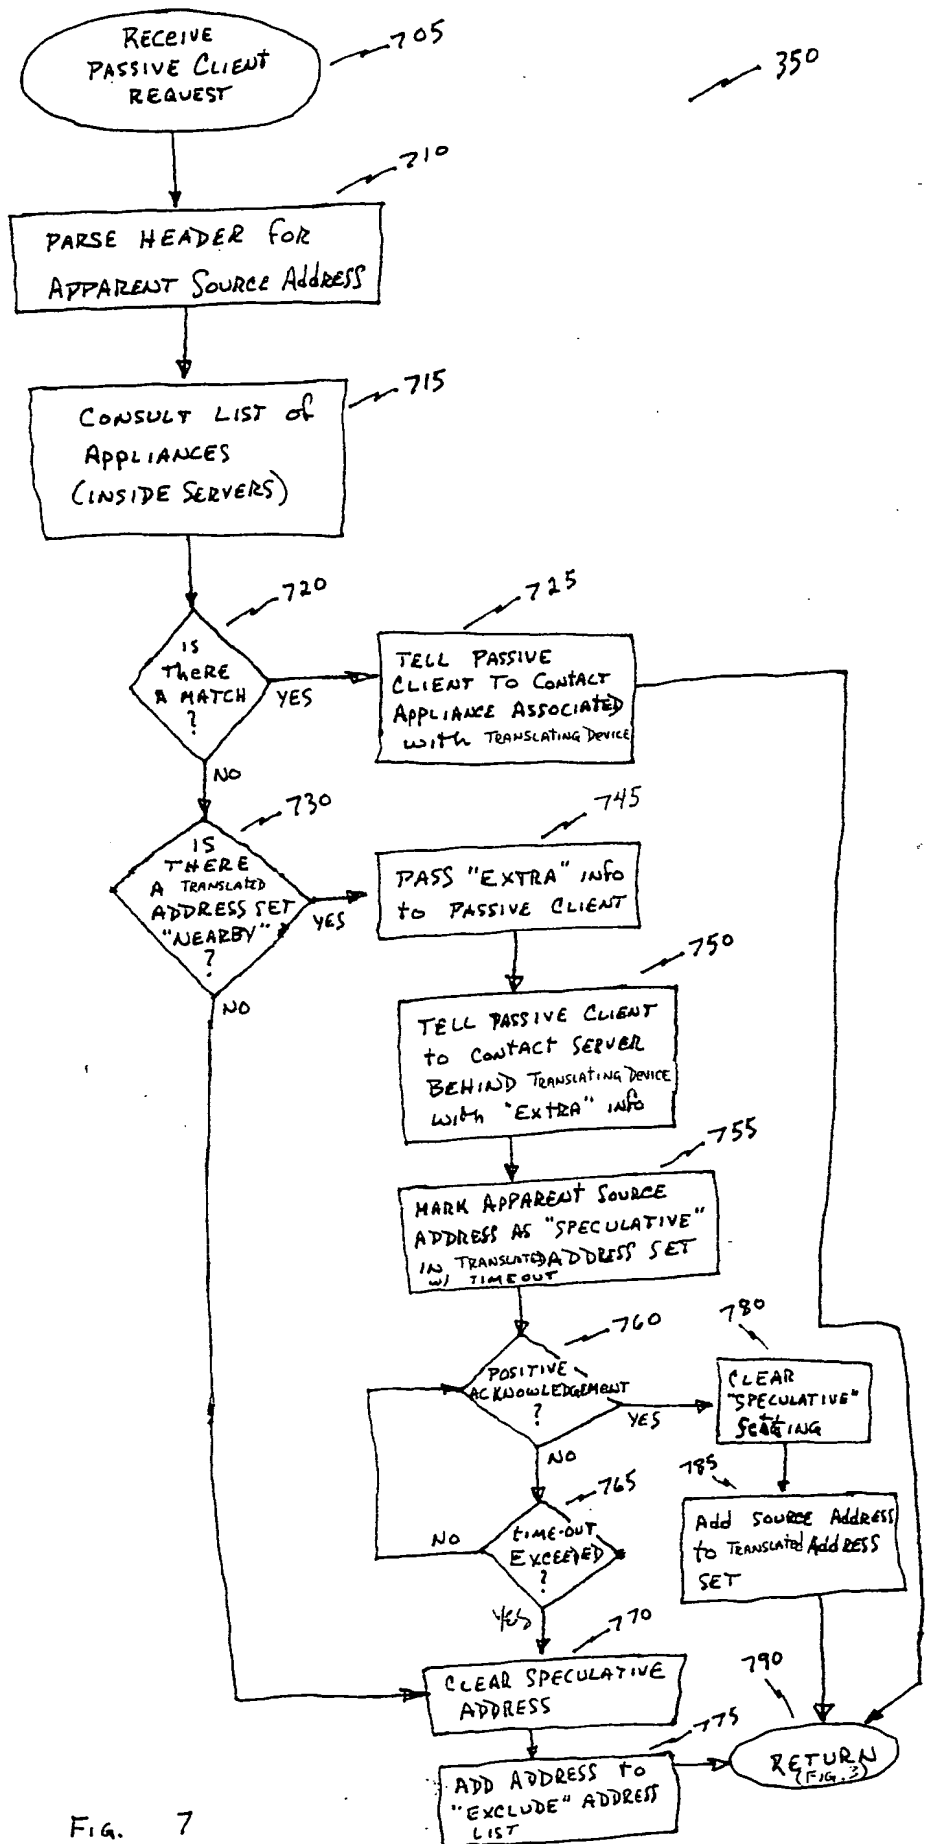 RECEIVE
PASSIVE CLIENT
REQUEST
705
350
710
PARSE HEADER FOR
APPARENT SOURCE ADDRESS
715
CONSULT LIST of
APPLIANCES
(INSIDE SERVERS)
720
IS
THERE
A MATCH
?
YES
NO
725
TELL PASSIVE
CLIENT TO CONTACT
APPLIANCE ASSOCIATED
with TRANSLATING DEVICE
730
IS
THERE
A TRANSLATED
ADDRESS SET
"NEARBY"
?
YES
NO
745
PASS "EXTRA" info
to PASSIVE CLIENT
750
TELL PASSIVE CLIENT
to CONTACT SERVER
BEHIND TRANSLATING DEVICE
with "EXTRA" INFO
755
MARK APPARENT SOURCE
ADDRESS AS "SPECULATIVE"
IN TRANSLATED ADDRESS SET
w/ TIMEOUT
760
POSITIVE
ACKNOWLEDGEMENT
?
YES
NO
780
CLEAR
"SPECULATIVE"
765
TIME-OUT
EXCEEDED
?
NO
YES
785
Add SOURCE Address
to TRANSLATED Address
SET
770
CLEAR SPECULATIVE
ADDRESS
775
ADD ADDRESS to
"EXCLUDE" ADDRESS
LIST
790
RETURN
(FIG. 3)
FIG. 7